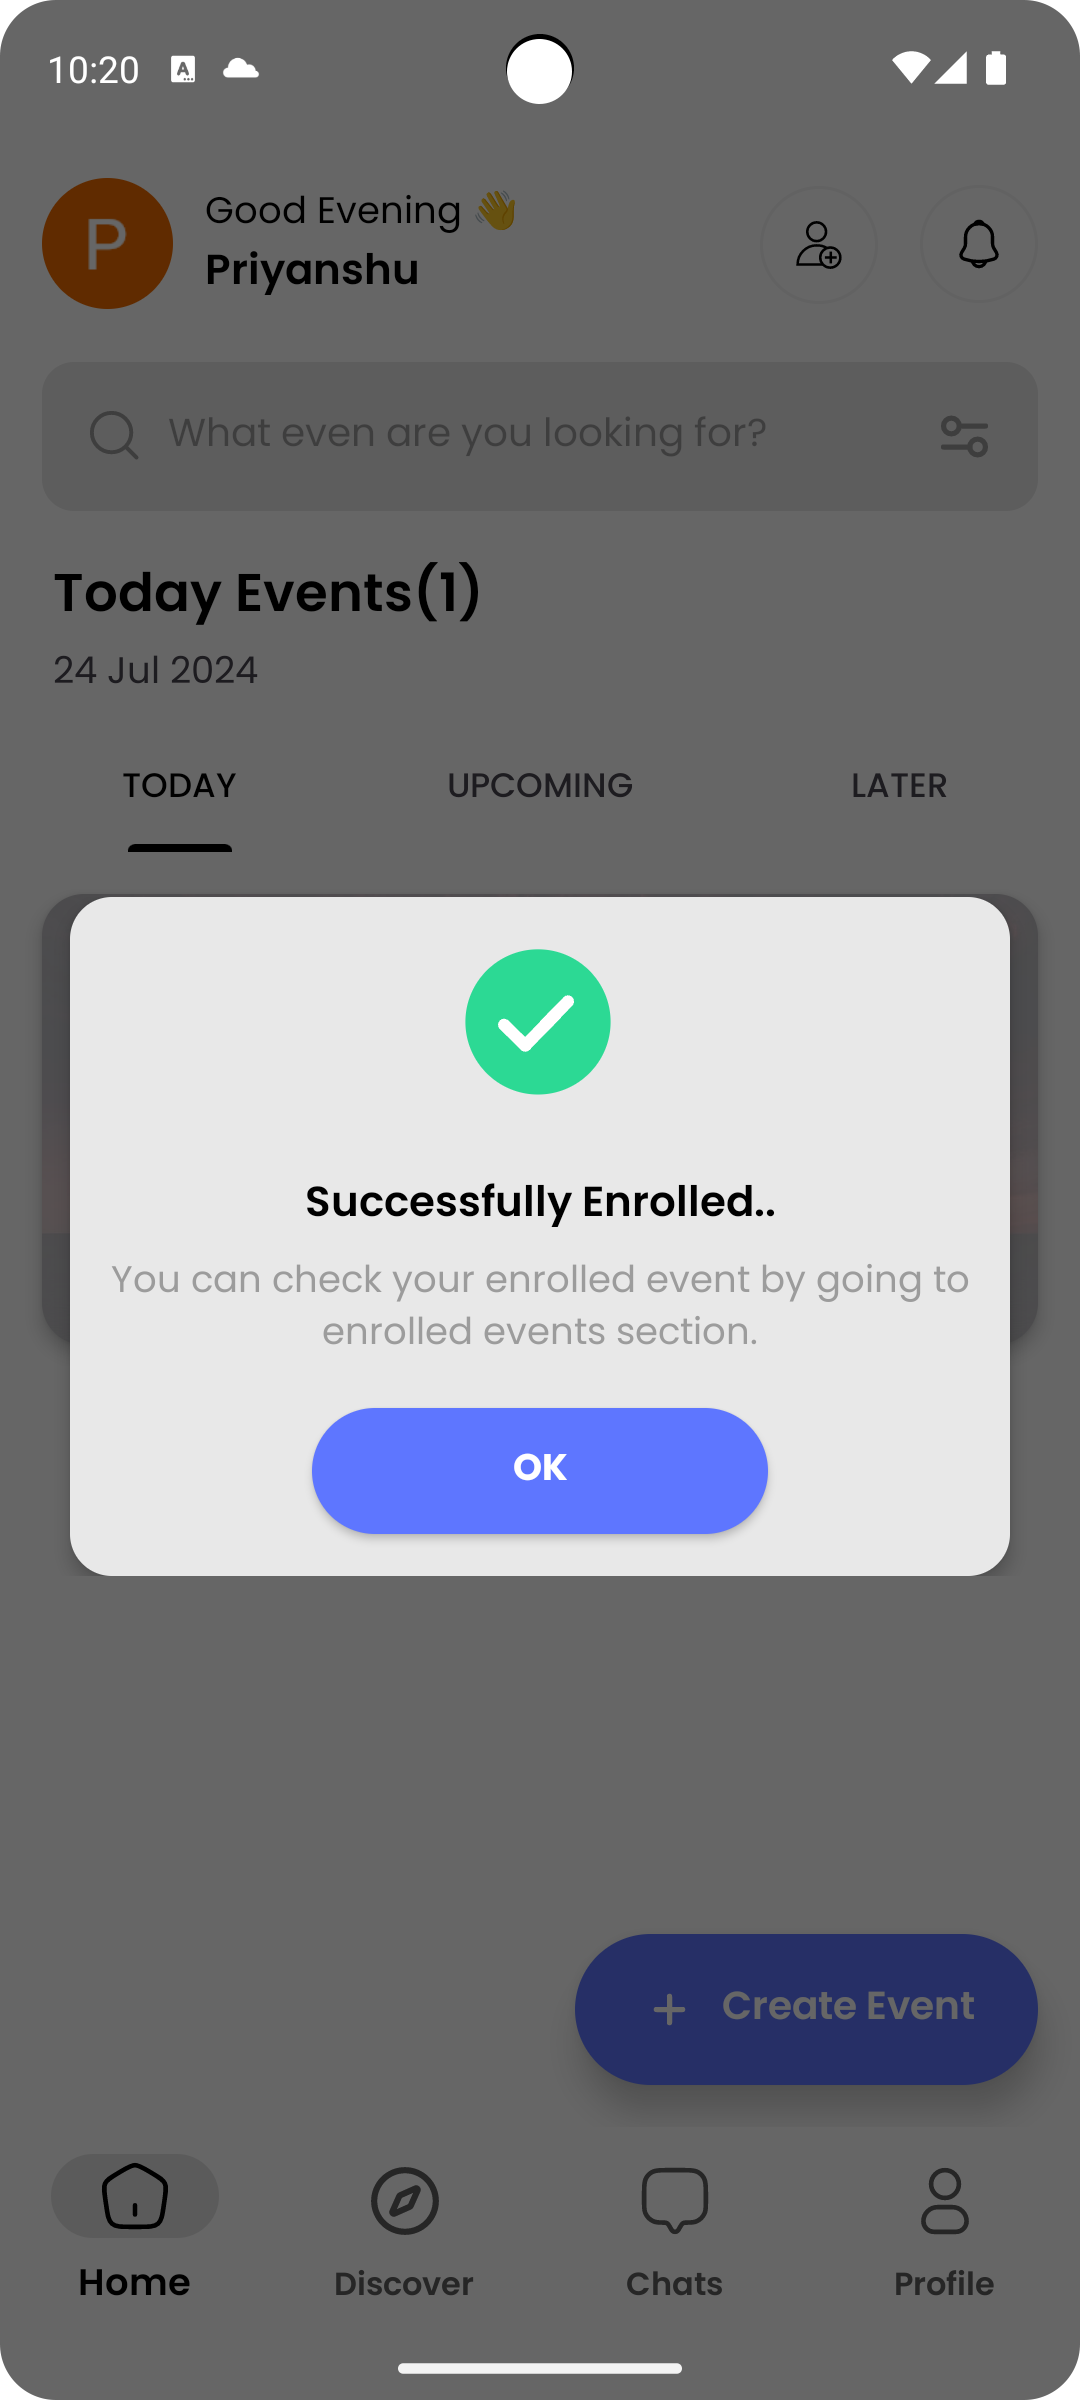 10:20
P
Good Evening 👋
Priyanshu
What even are you looking for?
Today Events(1)
24 Jul 2024
TODAY UPCOMING LATER
Successfully Enrolled..
You can check your enrolled event by going to
enrolled events section.
OK
+ Create Event
Home Discover Chats Profile